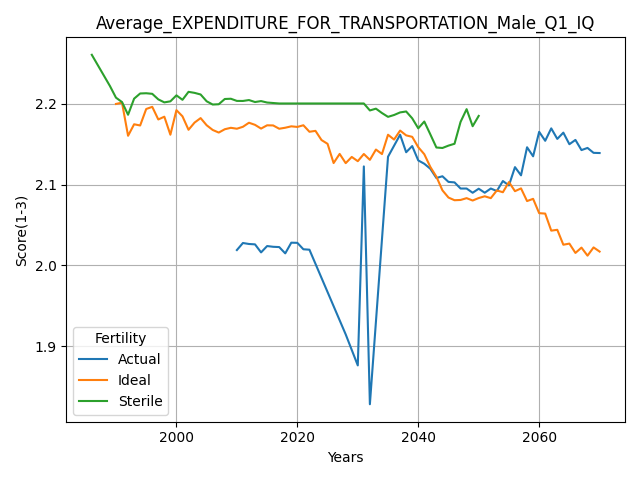 Average_EXPENDITURE_FOR_TRANSPORTATION_Male_Q1_IQ
Score(1-3)
2.2
2.1
2.0
1.9
Fertility
Actual
Ideal
Sterile
2000
2020
2040
2060
Years